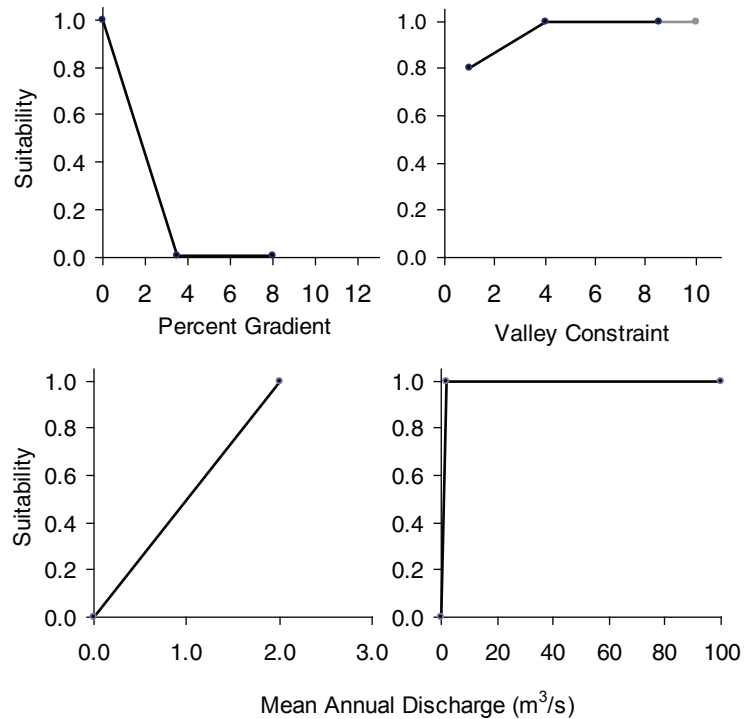 Suitability
1.0
0.8
0.6
0.4
0.2
0.0
0 2 4 6 8 10 12
Percent Gradient
1.0
0.8
0.6
0.4
0.2
0.0
0 2 4 6 8 10
Valley Constraint
Suitability
1.0
0.8
0.6
0.4
0.2
0.0
0.0 1.0 2.0 3.0
1.0
0.8
0.6
0.4
0.2
0.0
0 20 40 60 80 100
Mean Annual Discharge (m³/s)